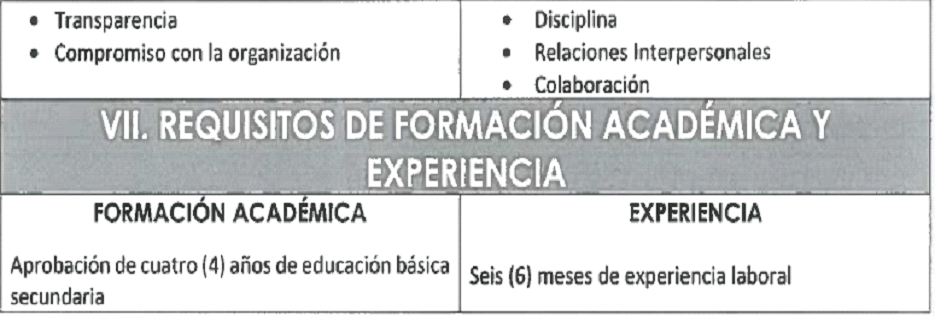 • Transparencia
• Compromiso con la organización
• Disciplina
• Relaciones Interpersonales
• Colaboración
VII. REQUISITOS DE FORMACIÓN ACADÉMICA Y
EXPERIENCIA
FORMACIÓN ACADÉMICA
Aprobación de cuatro (4) años de educación básica
secundaria
EXPERIENCIA
Seis (6) meses de experiencia laboral